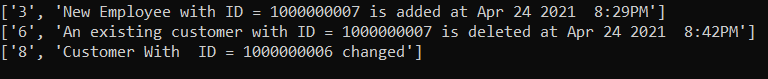 ['3', 'New Employee with ID = 1000000007 is added at Apr 24 2021  8:29PM']
['6', 'An existing customer with ID = 1000000007 is deleted at Apr 24 2021  8:42PM']
['8', 'Customer With  ID = 1000000006 changed']